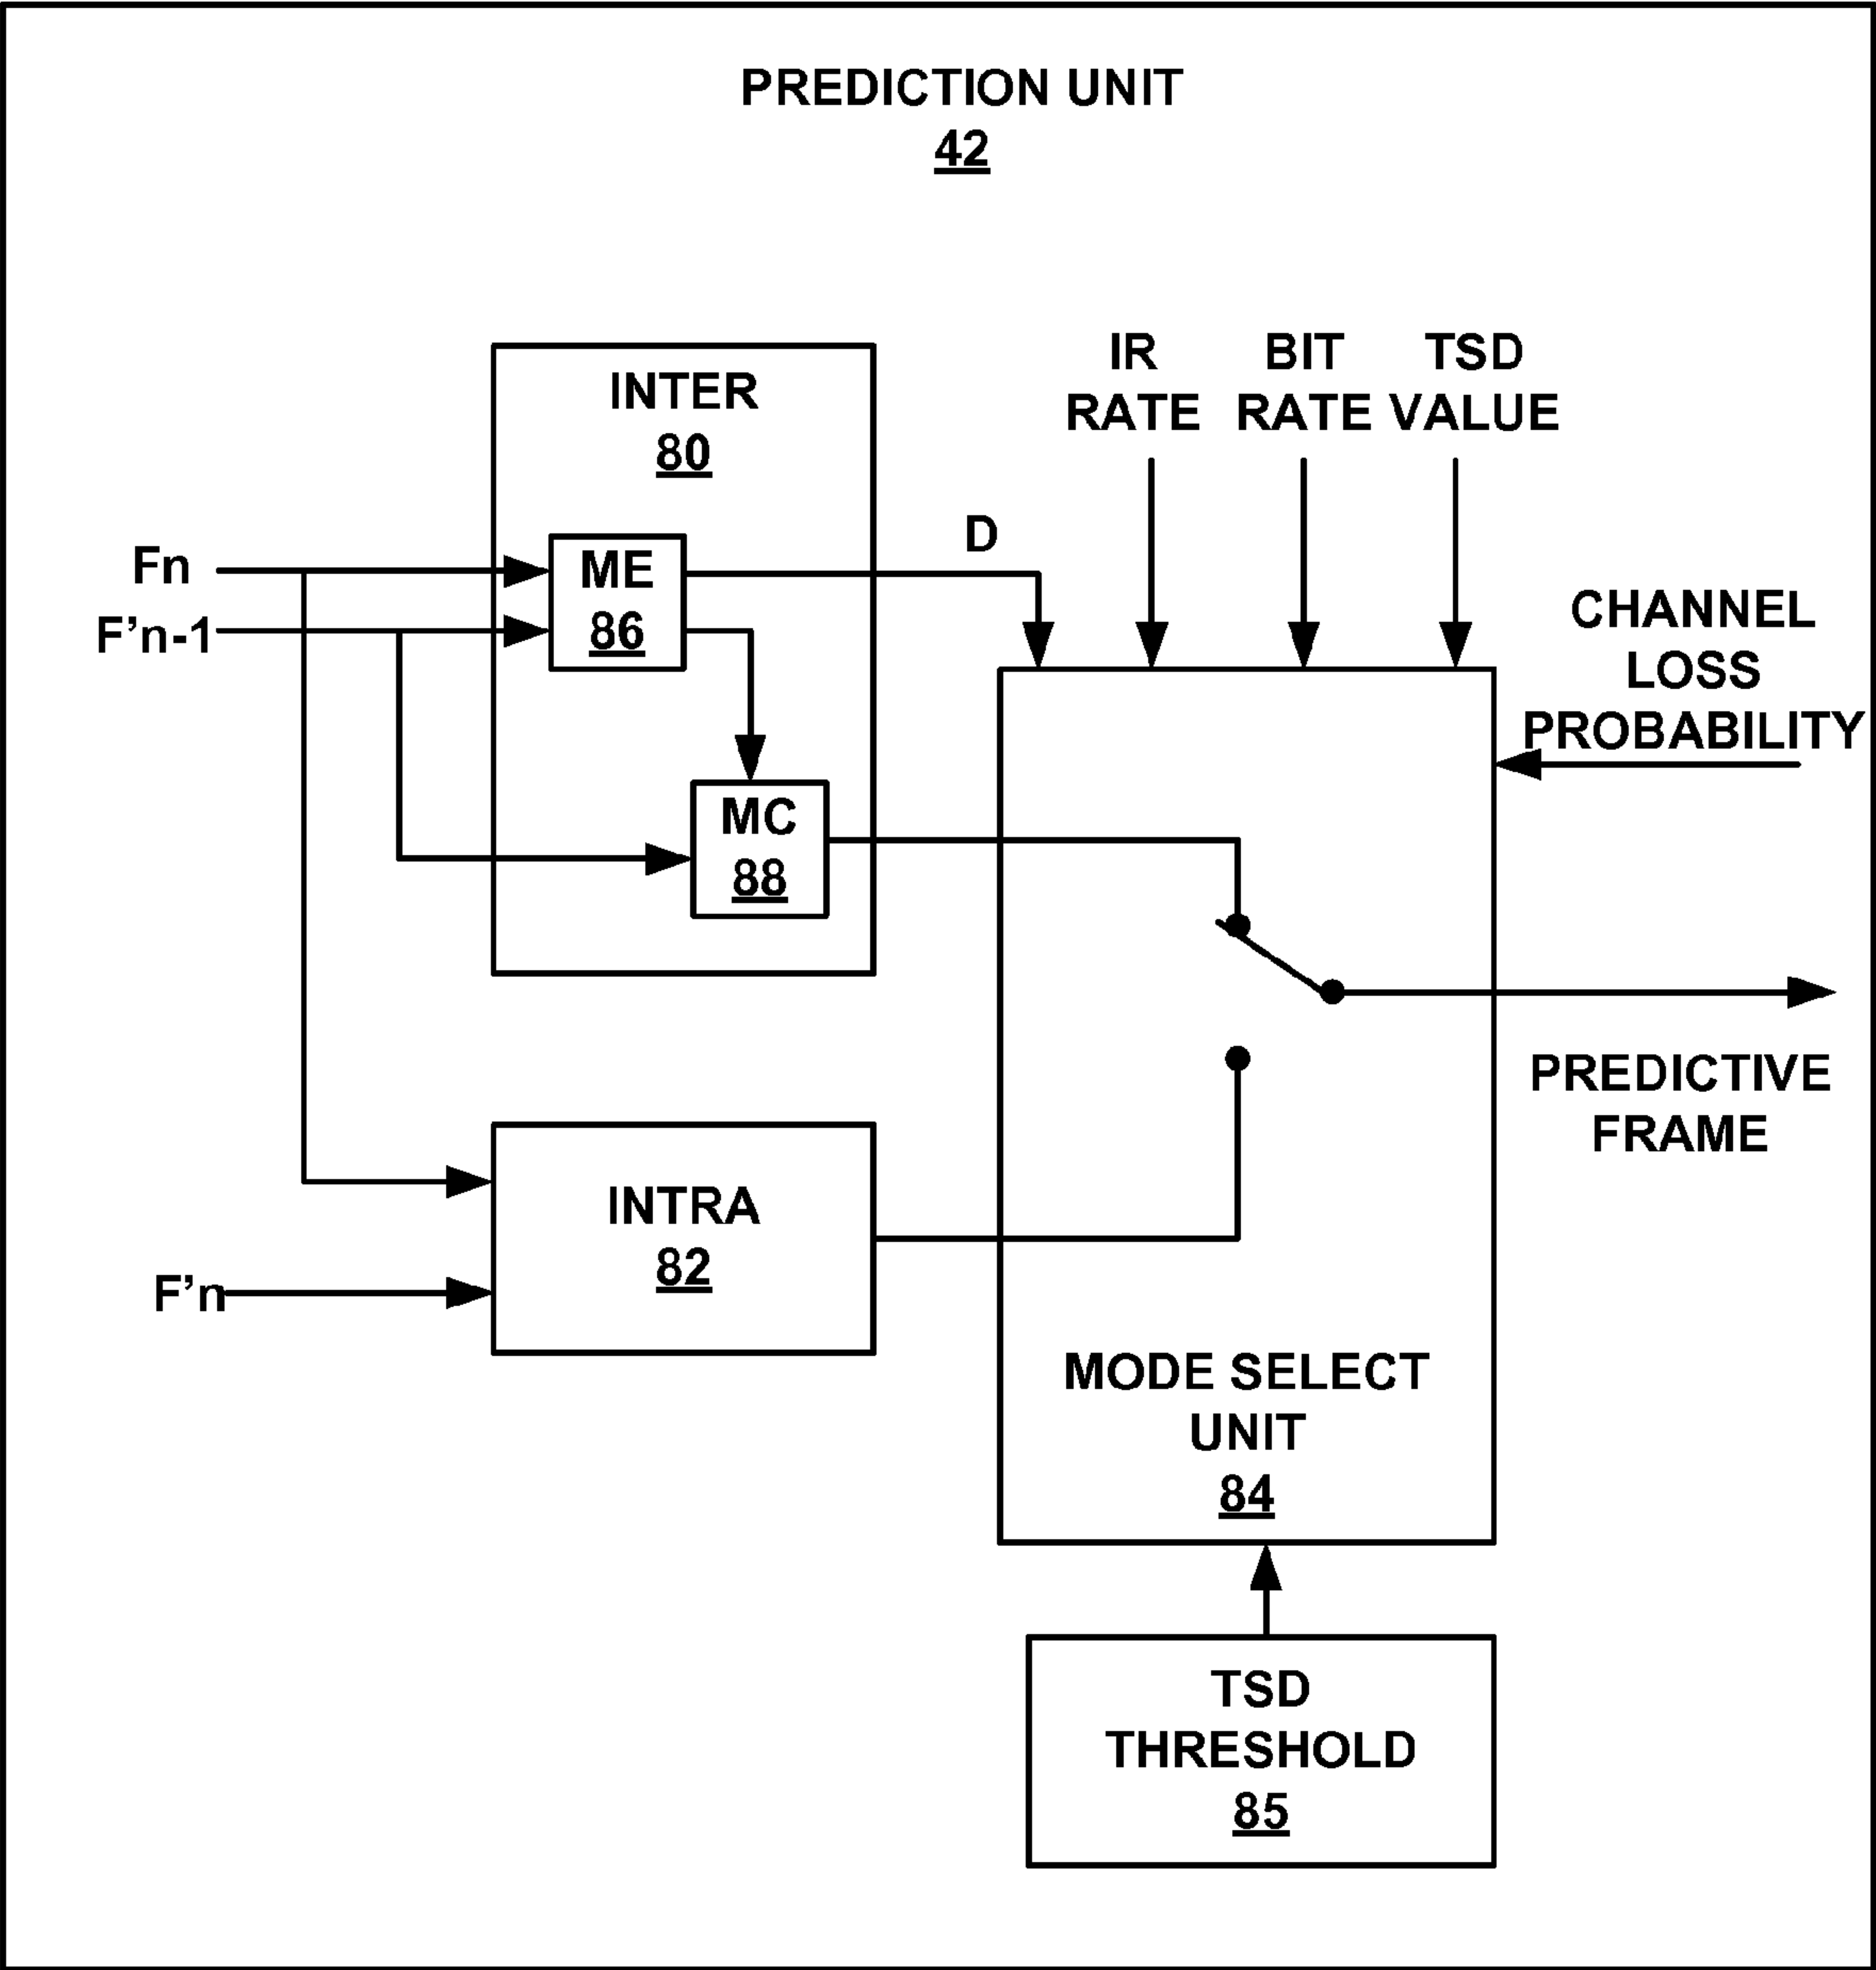 PREDICTION UNIT
42
INTER
80
IR
RATE
BIT
RATE
TSD
VALUE
D
Fn
F'n-1
ME
86
MC
88
CHANNEL
LOSS
PROBABILITY
PREDICTIVE
FRAME
INTRA
82
F'n
MODE SELECT
UNIT
84
TSD
THRESHOLD
85